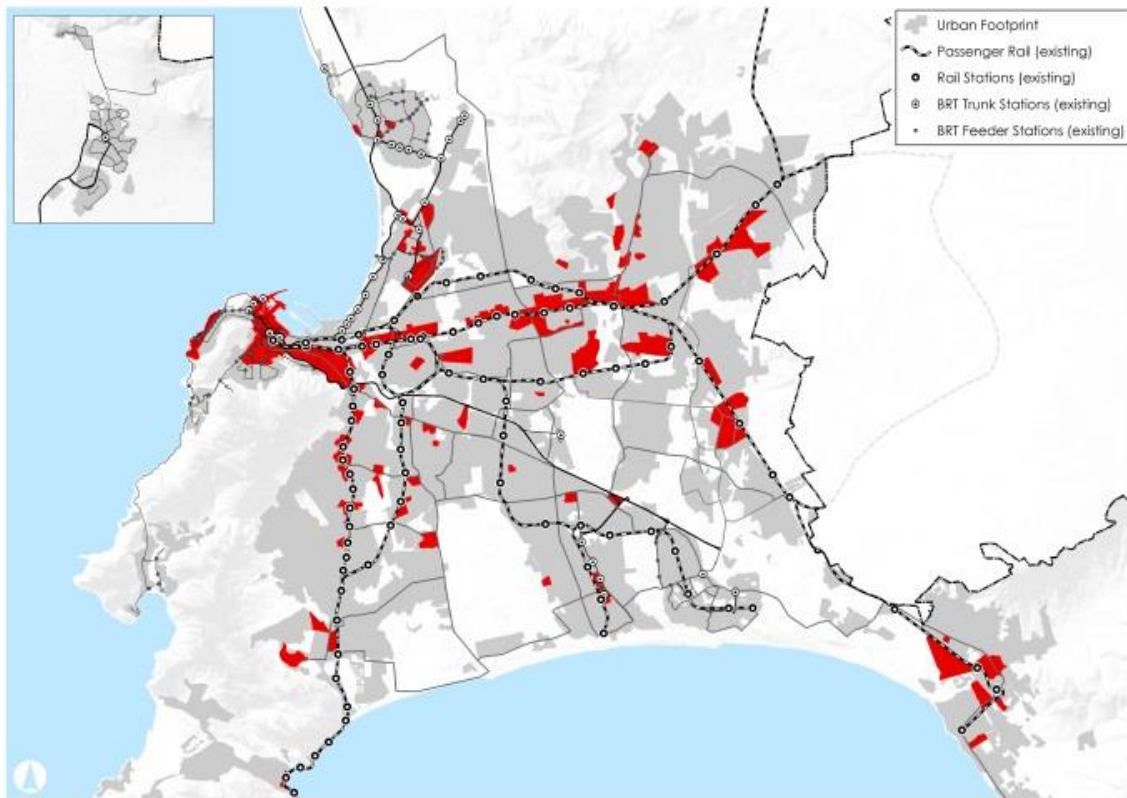 Urban Footprint
Passenger Rail (existing)
Rail Stations (existing)
BRT Trunk Stations (existing)
BRT Feeder Stations (existing)